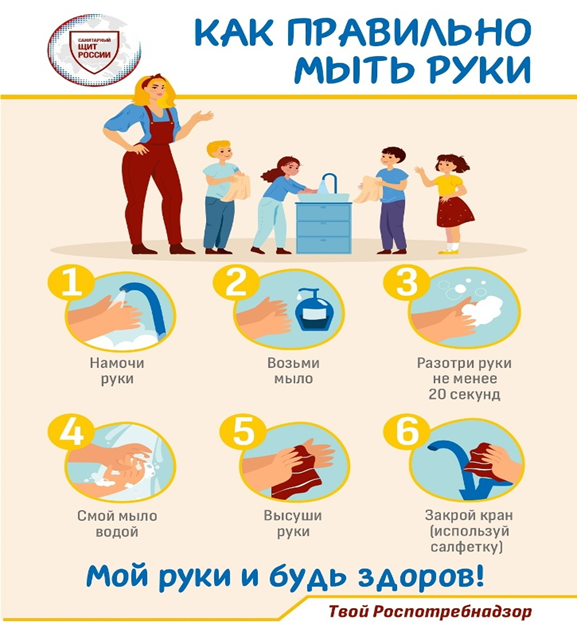 САНИТАРНЫЙ
ЩИТ
РОССИИ
КАК ПРАВИЛЬНО
МЫТЬ РУКИ
1
Намочи
руки
2
Возьми
мыло
3
Разотри руки
не менее
20 секунд
4
Смой мыло
водой
5
Высуши
руки
6
Закрой кран
(используй
салфетку)
Мой руки и будь здоров!
Твой Роспотребнадзор